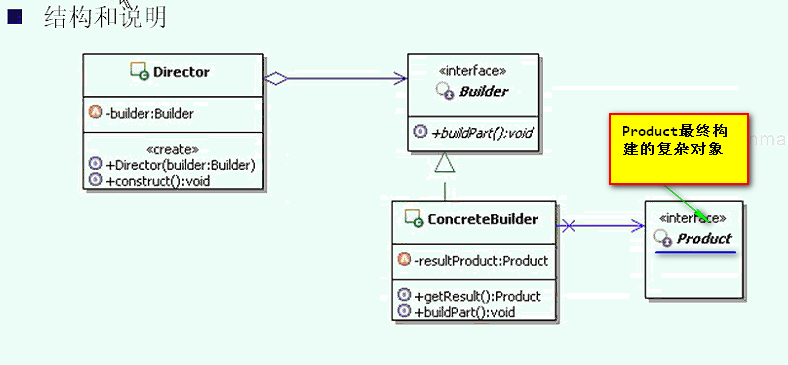 结构和说明
Director
-builder:Builder
«create»
+Director(builder:Builder)
+construct():void
«interface»
Builder
+buildPart():void
Product最终构
建的复杂对象
ConcreteBuilder
-resultProduct:Product
+getResult():Product
+buildPart():void
«interface»
Product